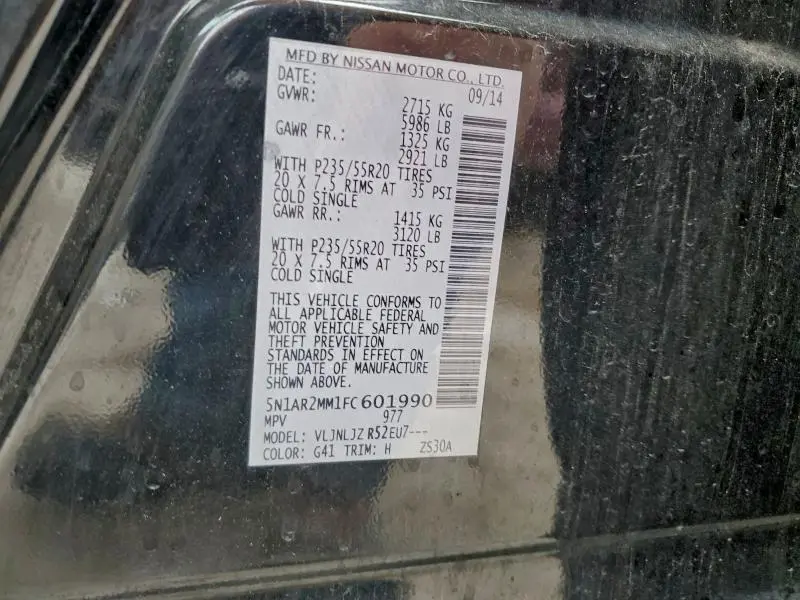 MFD BY NISSAN MOTOR CO., LTD.
DATE: 09/14
GVWR: 2715 KG
5986 LB
GAWR FR.: 1325 KG
2921 LB
WITH P235/55R20 TIRES
20 X 7.5 RIMS AT 35 PSI
COLD SINGLE
GAWR RR.: 1415 KG
3120 LB
WITH P235/55R20 TIRES
20 X 7.5 RIMS AT 35 PSI
COLD SINGLE
THIS VEHICLE CONFORMS TO
ALL APPLICABLE FEDERAL
MOTOR VEHICLE SAFETY AND
THEFT PREVENTION
STANDARDS IN EFFECT ON
THE DATE OF MANUFACTURE
SHOWN ABOVE.
5N1AR2MM1FC601990
MPV 977
MODEL: VLJNLJZ R52EU7---
COLOR: G41 TRIM: H ZS30A